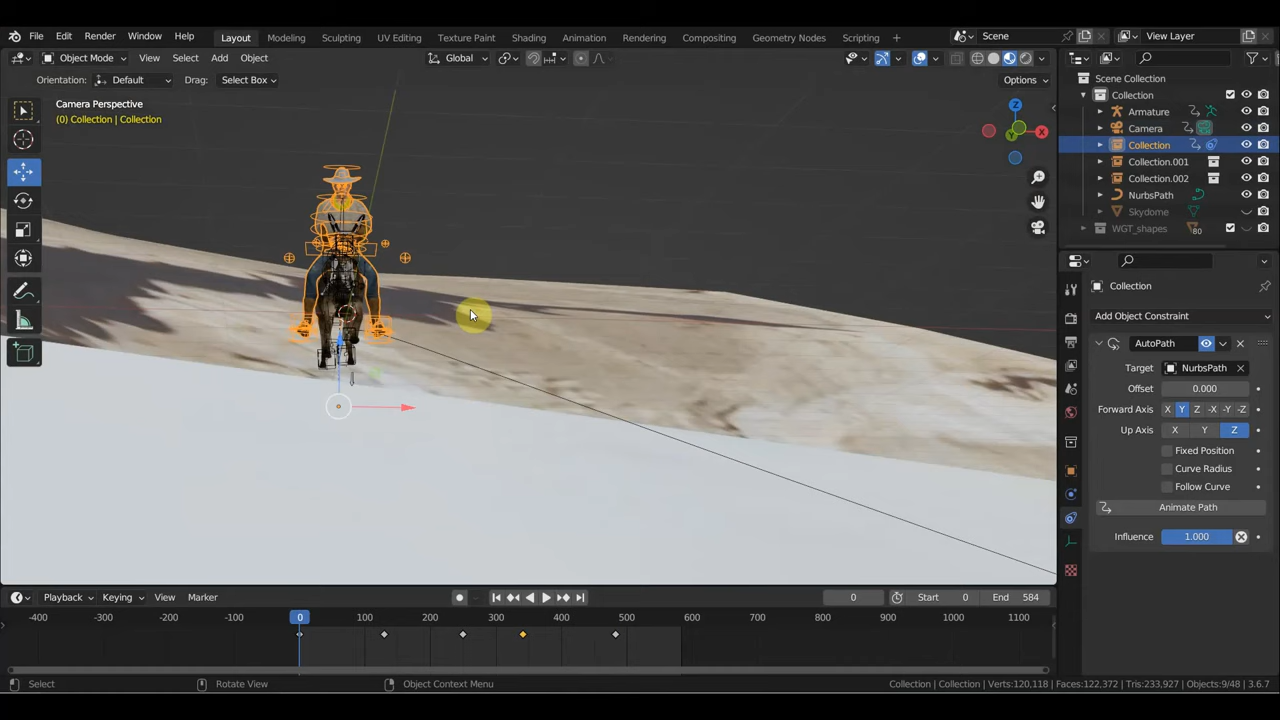 File Edit Render Window Help Layout Modeling Sculpting UV Editing Texture Paint Shading Animation Rendering Compositing Geometry Nodes Scripting + Scene View Layer
Object Mode View Select Add Object Global
Orientation: Default Drag: Select Box Options
Camera Perspective
(0) Collection | Collection
Z
X
Y
Scene Collection
Collection
Armature
Camera
Collection
Collection.001
Collection.002
NurbsPath
Skydome
WGT_shapes 80
Collection
Add Object Constraint
AutoPath
Target NurbsPath
Offset 0.000
Forward Axis X Y Z -X -Y -Z
Up Axis X Y Z
Fixed Position
Curve Radius
Follow Curve
Animate Path
Influence 1.000
Playback Keying View Marker 0 Start 0 End 584
-400 -300 -200 -100 0 100 200 300 400 500 600 700 800 900 1000 1100
Select Rotate View Object Context Menu Collection | Collection | Verts:120,118 | Faces:122,372 | Tris:233,927 | Objects:9/48 | 3.6.7